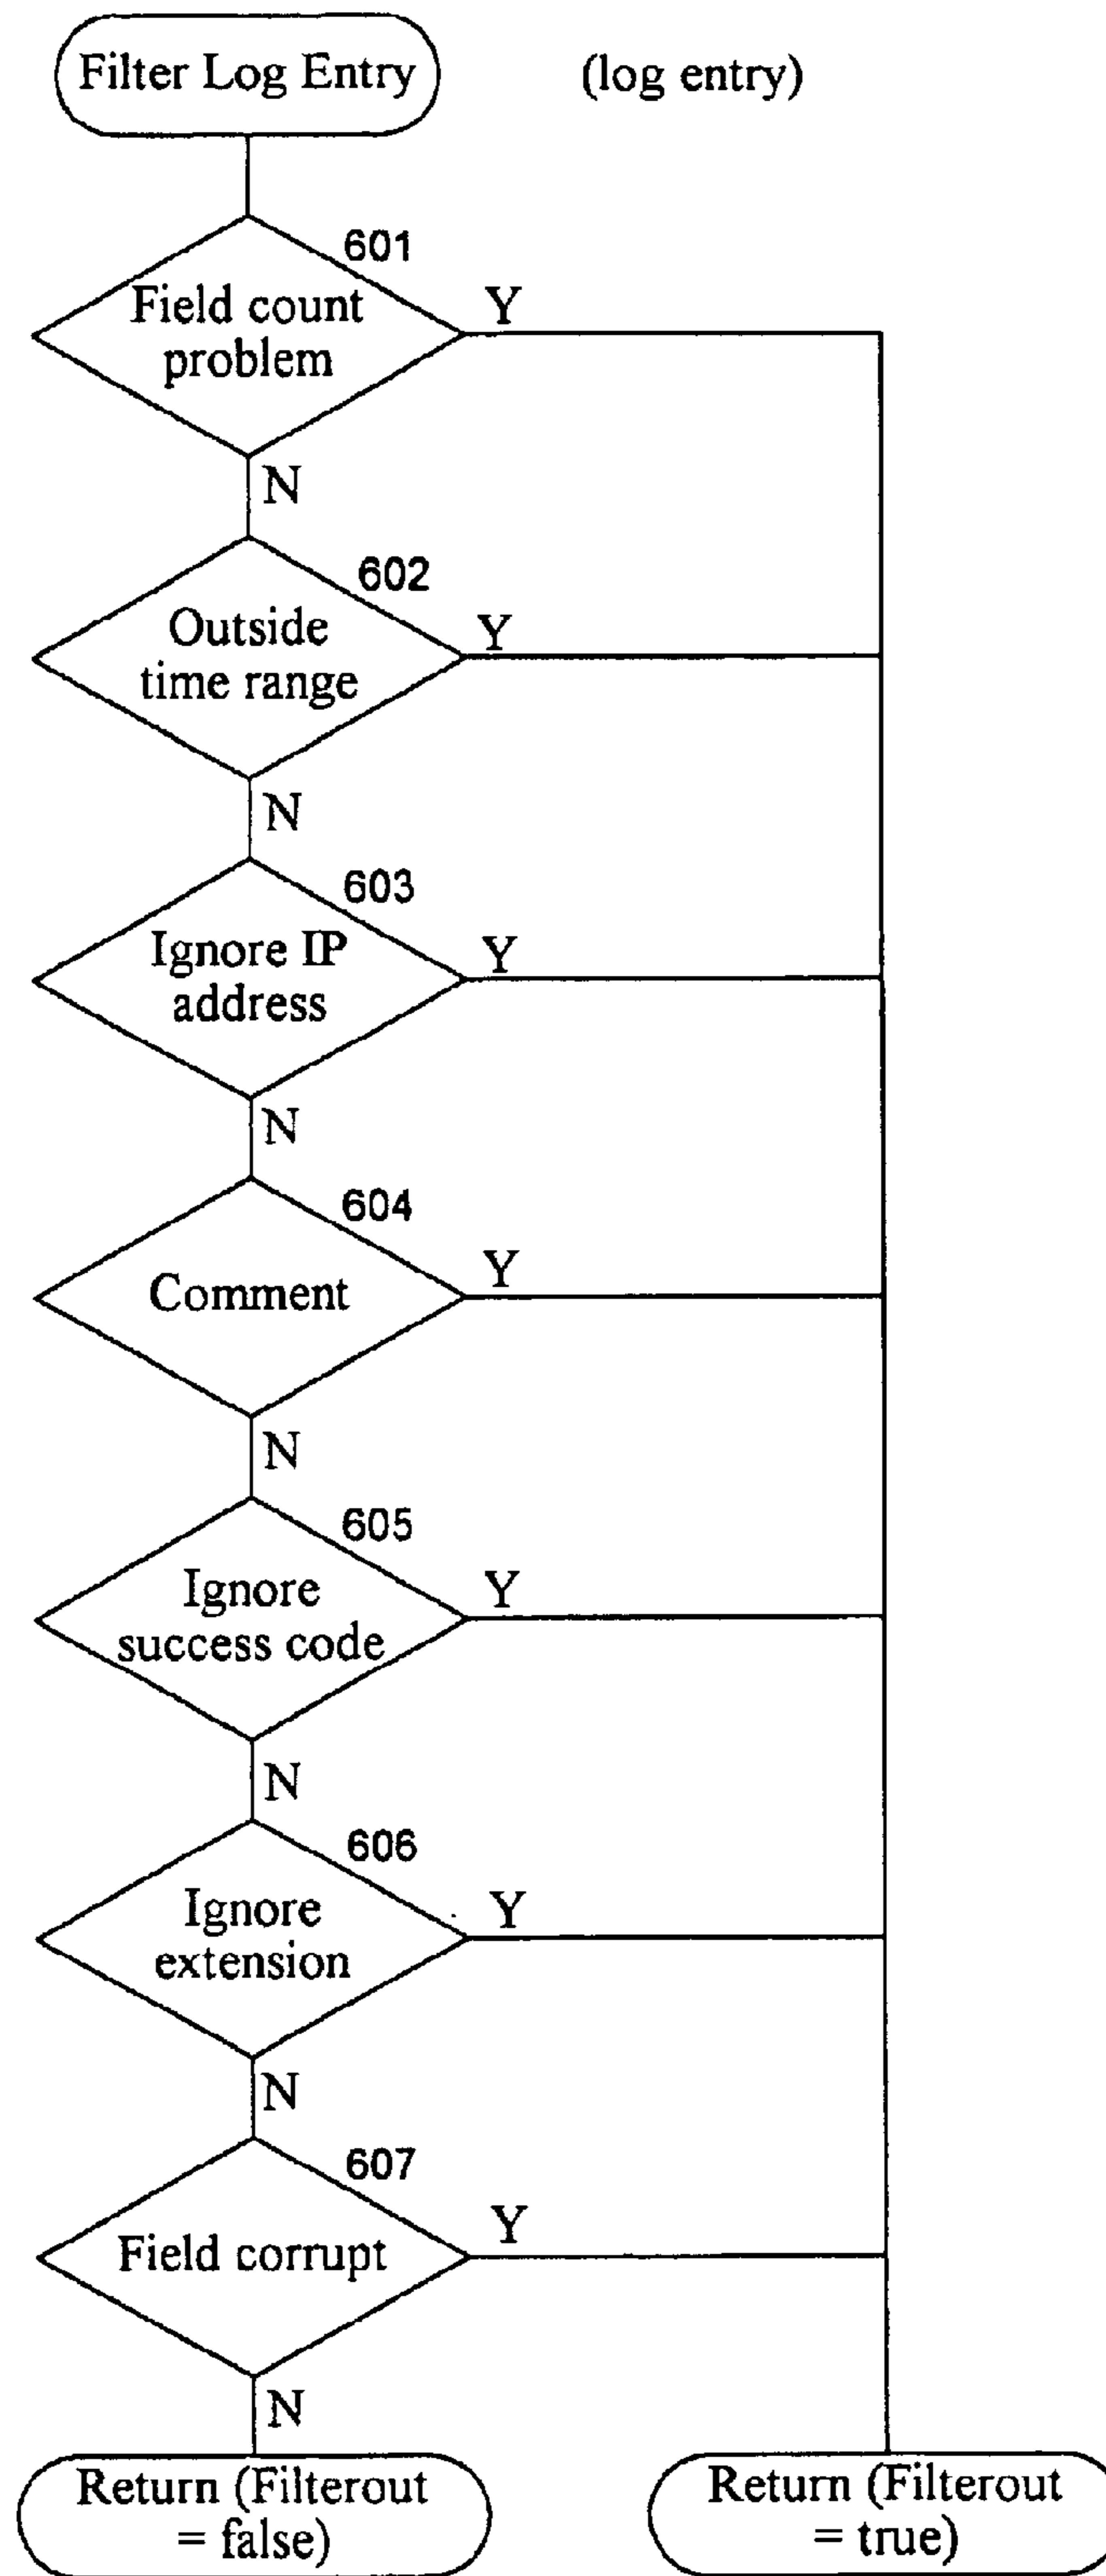 Filter Log Entry
(log entry)
601
Field count
problem
Y
N
602
Outside
time range
Y
N
603
Ignore IP
address
Y
N
604
Comment
Y
N
605
Ignore
success code
Y
N
606
Ignore
extension
Y
N
607
Field corrupt
Y
N
Return (Filterout
= false)
Return (Filterout
= true)